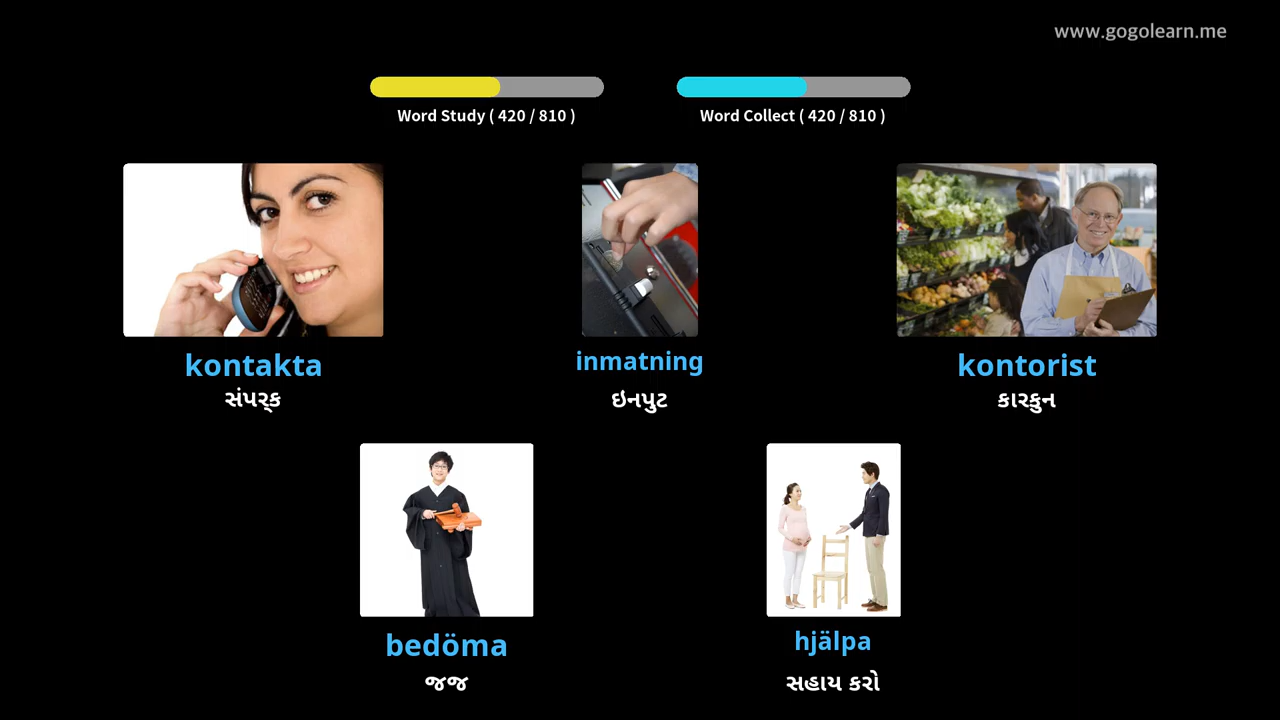 www.gogolearn.me
Word Study ( 420 / 810 )
Word Collect ( 420 / 810 )
kontakta
સંપર્ક
inmatning
ઇનપુટ
kontorist
કારકુન
bedöma
જજ
hjälpa
સહાય કરો